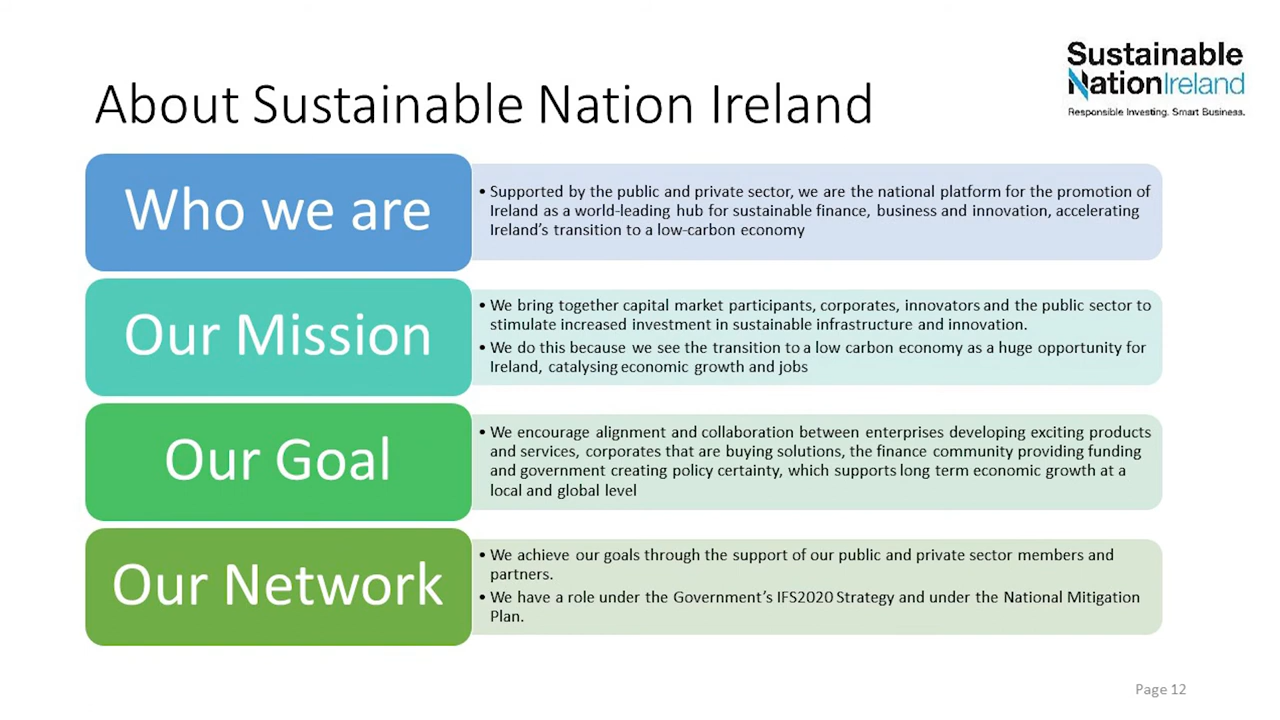 Sustainable
NationIreland
Responsible Investing. Smart Business.
About Sustainable Nation Ireland
Who we are
• Supported by the public and private sector, we are the national platform for the promotion of
Ireland as a world-leading hub for sustainable finance, business and innovation, accelerating
Ireland’s transition to a low-carbon economy
Our Mission
• We bring together capital market participants, corporates, innovators and the public sector to
stimulate increased investment in sustainable infrastructure and innovation.
• We do this because we see the transition to a low carbon economy as a huge opportunity for
Ireland, catalysing economic growth and jobs
Our Goal
• We encourage alignment and collaboration between enterprises developing exciting products
and services, corporates that are buying solutions, the finance community providing funding
and government creating policy certainty, which supports long term economic growth at a
local and global level
Our Network
• We achieve our goals through the support of our public and private sector members and
partners.
• We have a role under the Government’s IFS2020 Strategy and under the National Mitigation
Plan.
Page 12